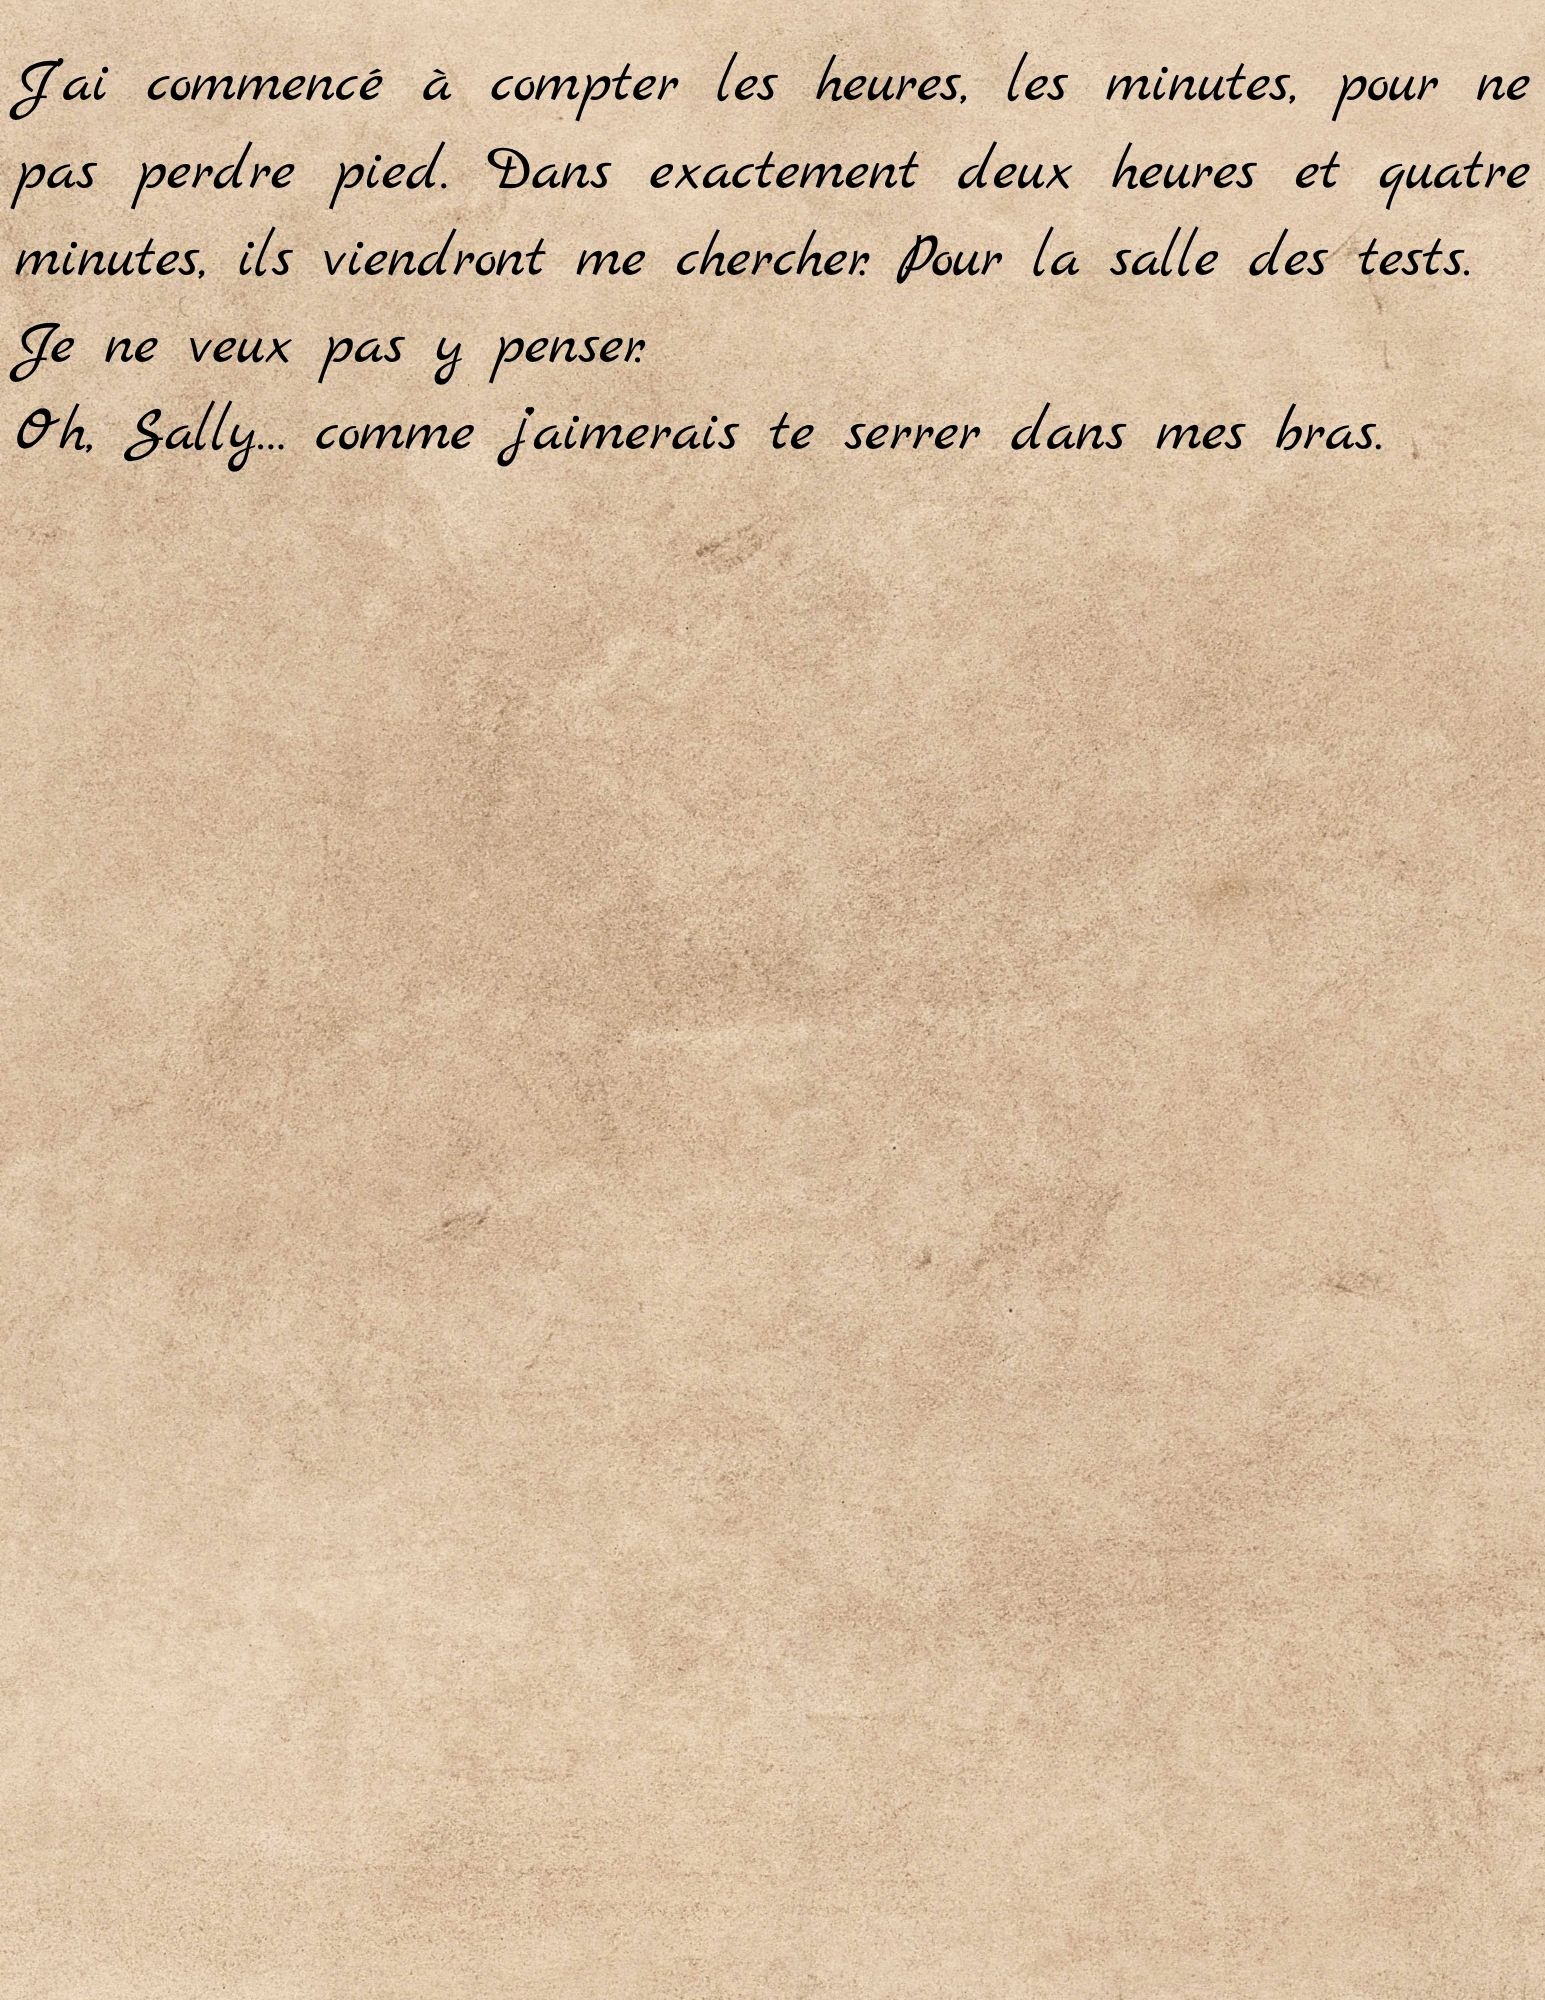 J'ai commencé à compter les heures, les minutes, pour ne
pas perdre pied. Dans exactement deux heures et quatre
minutes, ils viendront me chercher. Pour la salle des tests.
Je ne veux pas y penser.
Oh, Sally... comme j'aimerais te serrer dans mes bras.